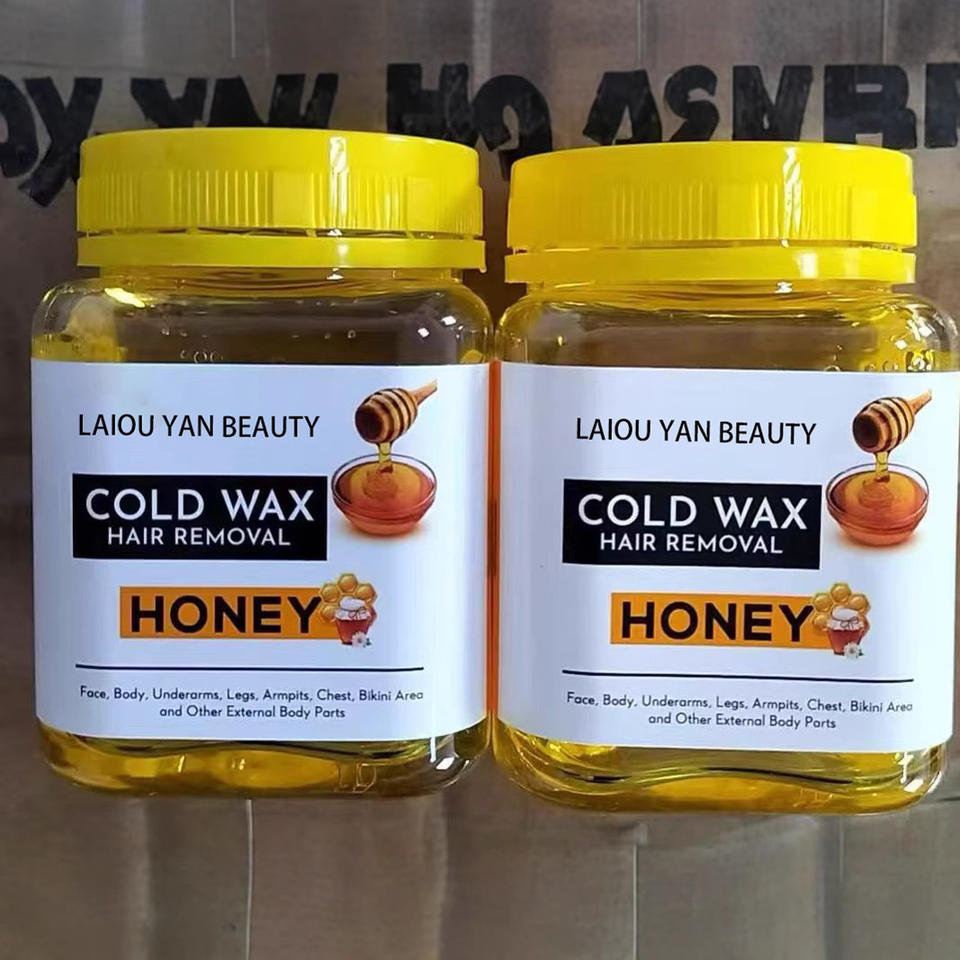 LAIOU YAN BEAUTY
COLD WAX
HAIR REMOVAL
HONEY
Face, Body, Underarms, Legs, Armpits, Chest, Bikini Area
and Other External Body Parts
LAIOU YAN BEAUTY
COLD WAX
HAIR REMOVAL
HONEY
Face, Body, Underarms, Legs, Armpits, Chest, Bikini Area
and Other External Body Parts